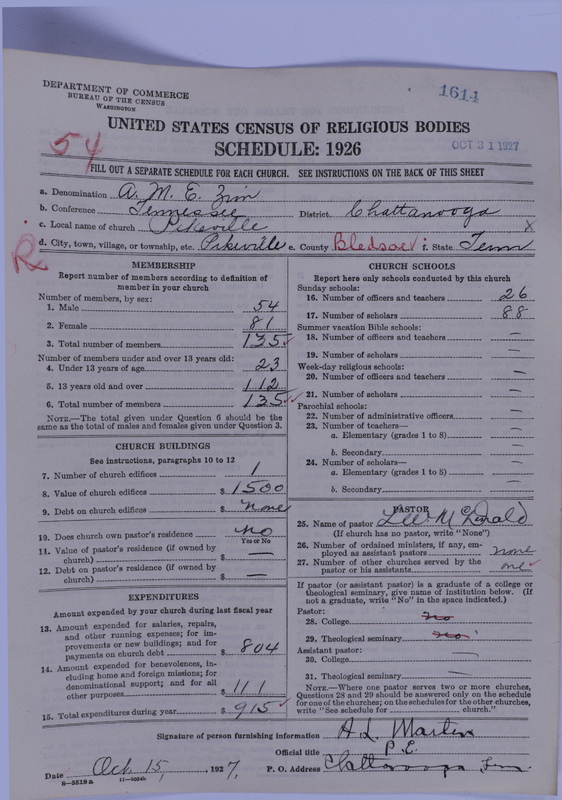 DEPARTMENT OF COMMERCE
BUREAU OF THE CENSUS
WASHINGTON
1614
UNITED STATES CENSUS OF RELIGIOUS BODIES
SCHEDULE: 1926
OCT 31 1927
54
FILL OUT A SEPARATE SCHEDULE FOR EACH CHURCH. SEE INSTRUCTIONS ON THE BACK OF THIS SHEET
a. Denomination A. M. E. Zion
b. Conference Tennessee District Chattanooga
c. Local name of church Pikeville x
d. City, town, village, or township, etc. Pikeville e. County Bledsoe f. State Tenn
R
MEMBERSHIP
Report number of members according to definition of
member in your church
Number of members, by sex:
1. Male 54
2. Female 81
3. Total number of members 135 ✓
Number of members under and over 13 years old:
4. Under 13 years of age 23
5. 13 years old and over 112
6. Total number of members 135 ✓
NOTE.—The total given under Question 6 should be the
same as the total of males and females given under Question 3.
CHURCH BUILDINGS
See instructions, paragraphs 10 to 12
7. Number of church edifices 1
8. Value of church edifices $ 1500
9. Debt on church edifices $ none
10. Does church own pastor's residence No
Yes or No
11. Value of pastor's residence (if owned by
church) $ —
12. Debt on pastor's residence (if owned by
church) $ —
EXPENDITURES
Amount expended by your church during last fiscal year
13. Amount expended for salaries, repairs,
and other running expenses; for im-
provements or new buildings; and for
payments on church debt $ 804
14. Amount expended for benevolences, in-
cluding home and foreign missions; for
denominational support; and for all
other purposes $ 111
15. Total expenditures during year $ 915 ✓
CHURCH SCHOOLS
Report here only schools conducted by this church
Sunday schools:
16. Number of officers and teachers 26
17. Number of scholars 88
Summer vacation Bible schools:
18. Number of officers and teachers —
19. Number of scholars —
Week-day religious schools:
20. Number of officers and teachers —
21. Number of scholars —
Parochial schools:
22. Number of administrative officers —
23. Number of teachers—
a. Elementary (grades 1 to 8) —
b. Secondary —
24. Number of scholars—
a. Elementary (grades 1 to 8) —
b. Secondary —
PASTOR
25. Name of pastor Lee McDonald
(If church has no pastor, write "None")
26. Number of ordained ministers, if any, em-
ployed as assistant pastors none
27. Number of other churches served by the
pastor or his assistants one ✓
If pastor (or assistant pastor) is a graduate of a college or
theological seminary, give name of institution below. (If
not a graduate, write "No" in the space indicated.)
Pastor:
28. College no
29. Theological seminary no
Assistant pastor:
30. College —
31. Theological seminary —
NOTE.—Where one pastor serves two or more churches,
Questions 28 and 29 should be answered only on the schedule
for one of the churches; on the schedules for the other churches,
write "See schedule for ........ church."
Signature of person furnishing information A. L. Martin
Official title P. E.
Date Oct. 15, 1927, P. O. Address Chattanooga Tenn
8-5518 a